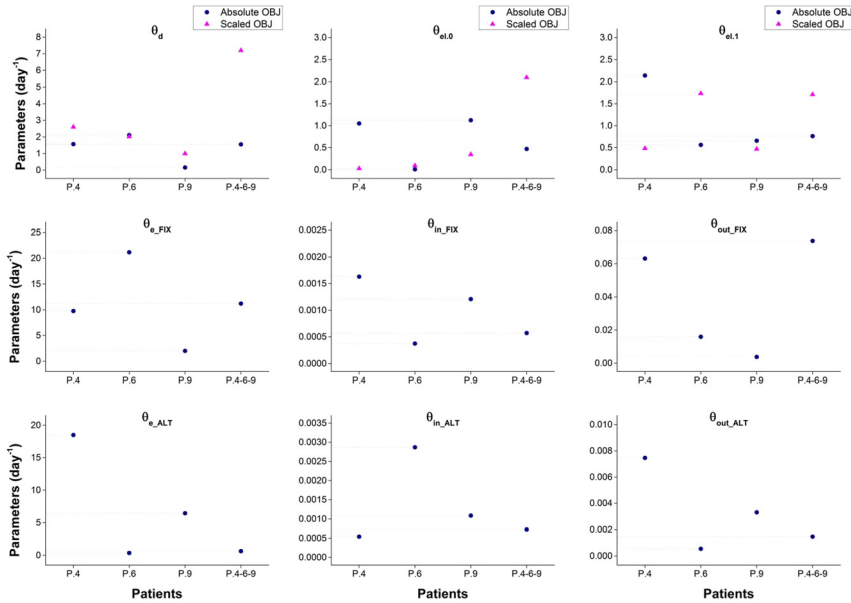 Absolute OBJ
Scaled OBJ
Absolute OBJ
Scaled OBJ
Absolute OBJ
Scaled OBJ
θd
θel.0
θel.1
Parameters (day-1)
8
7
6
5
4
3
2
1
0
P.4 P.6 P.9 P.4-6-9
3.0
2.5
2.0
1.5
1.0
0.5
0.0
P.4 P.6 P.9 P.4-6-9
3.0
2.5
2.0
1.5
1.0
0.5
0.0
P.4 P.6 P.9 P.4-6-9
θe_FIX
θin_FIX
θout_FIX
Parameters (day-1)
25
20
15
10
5
0
P.4 P.6 P.9 P.4-6-9
0.0025
0.0020
0.0015
0.0010
0.0005
0.0000
P.4 P.6 P.9 P.4-6-9
0.08
0.06
0.04
0.02
0.00
P.4 P.6 P.9 P.4-6-9
θe_ALT
θin_ALT
θout_ALT
Parameters (day-1)
20
15
10
5
0
P.4 P.6 P.9 P.4-6-9
0.0035
0.0030
0.0025
0.0020
0.0015
0.0010
0.0005
0.0000
P.4 P.6 P.9 P.4-6-9
0.010
0.008
0.006
0.004
0.002
0.000
P.4 P.6 P.9 P.4-6-9
Patients
Patients
Patients